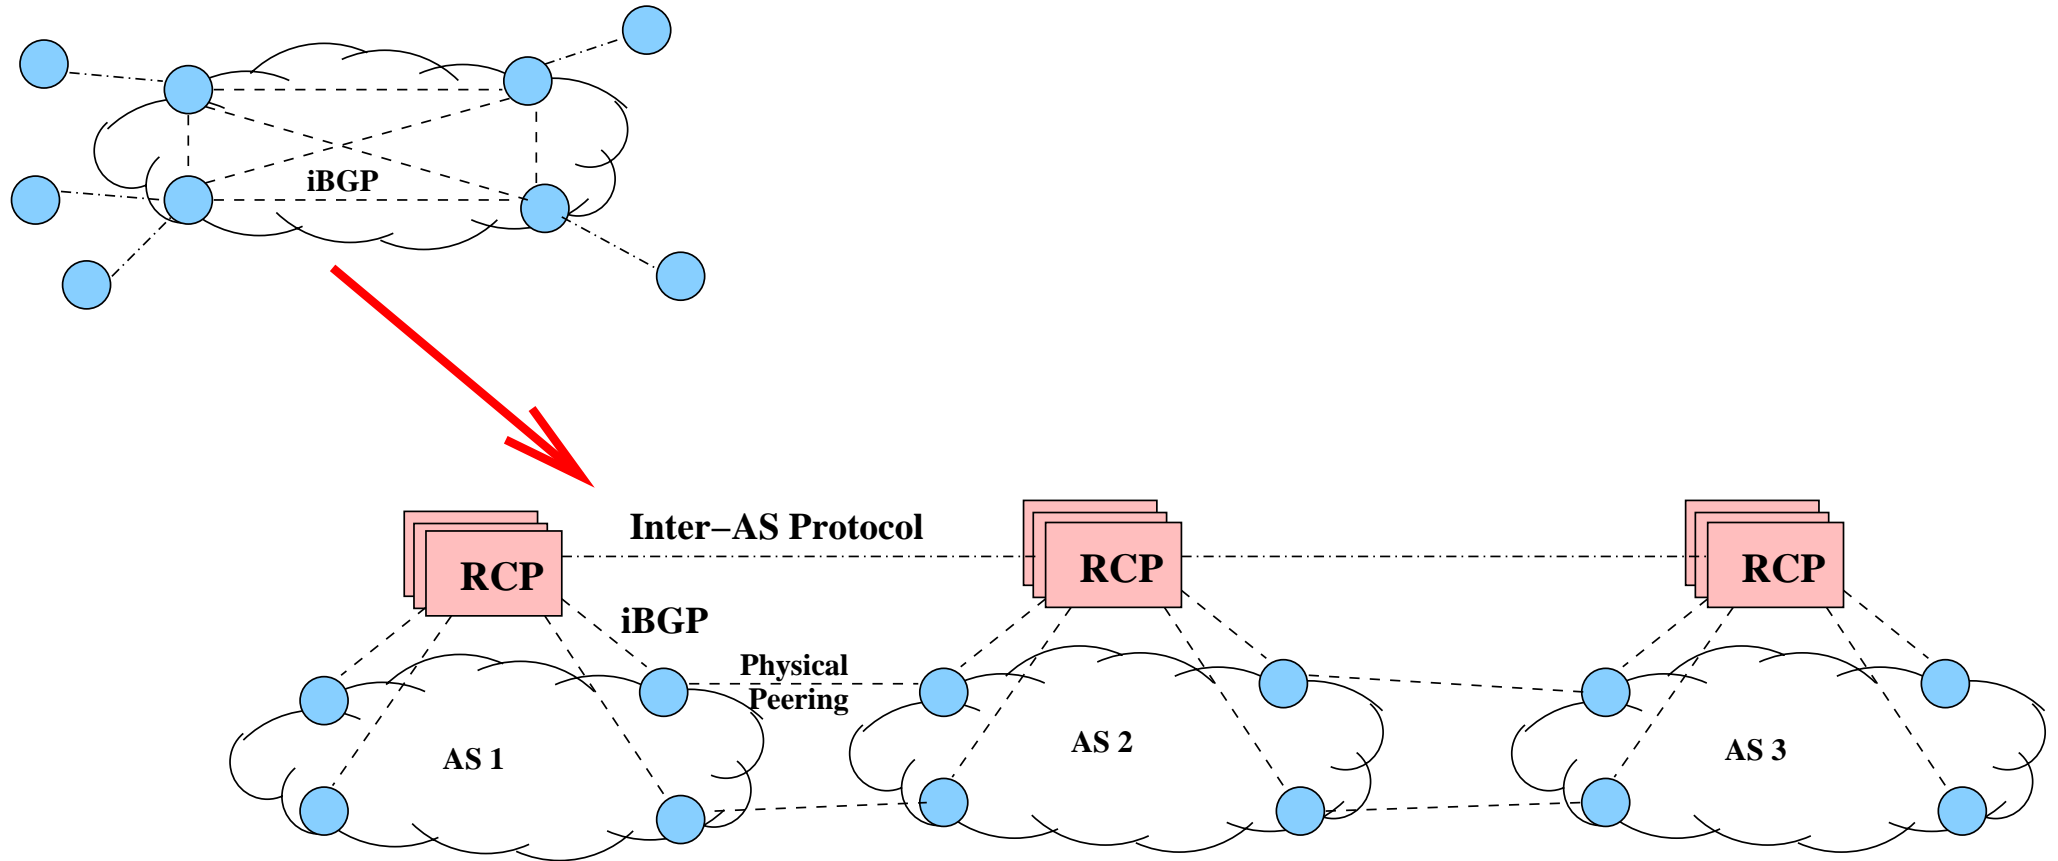 iBGP
Inter−AS Protocol
RCP
RCP
RCP
iBGP
Physical
Peering
AS 1
AS 2
AS 3